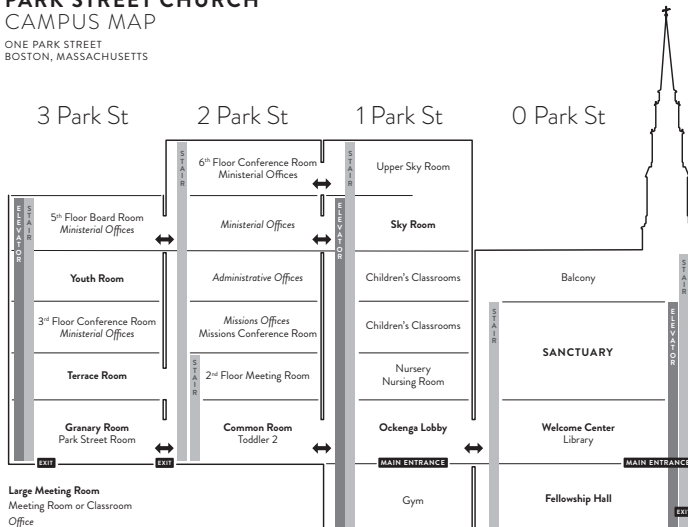 PARK STREET CHURCH
CAMPUS MAP
ONE PARK STREET
BOSTON, MASSACHUSETTS
3 Park St
2 Park St
1 Park St
0 Park St
STAIR
6th Floor Conference Room
Ministerial Offices
STAIR
Upper Sky Room
ELEVATOR
STAIR
5th Floor Board Room
Ministerial Offices
Ministerial Offices
ELEVATOR
Sky Room
Youth Room
Administrative Offices
Children's Classrooms
Balcony
STAIR
3rd Floor Conference Room
Ministerial Offices
Missions Offices
Missions Conference Room
Children's Classrooms
STAIR
SANCTUARY
ELEVATOR
Terrace Room
STAIR
2nd Floor Meeting Room
Nursery
Nursing Room
Granary Room
Park Street Room
Common Room
Toddler 2
Ockenga Lobby
Welcome Center
Library
EXIT
EXIT
MAIN ENTRANCE
MAIN ENTRANCE
Large Meeting Room
Meeting Room or Classroom
Office
Gym
Fellowship Hall
EXIT